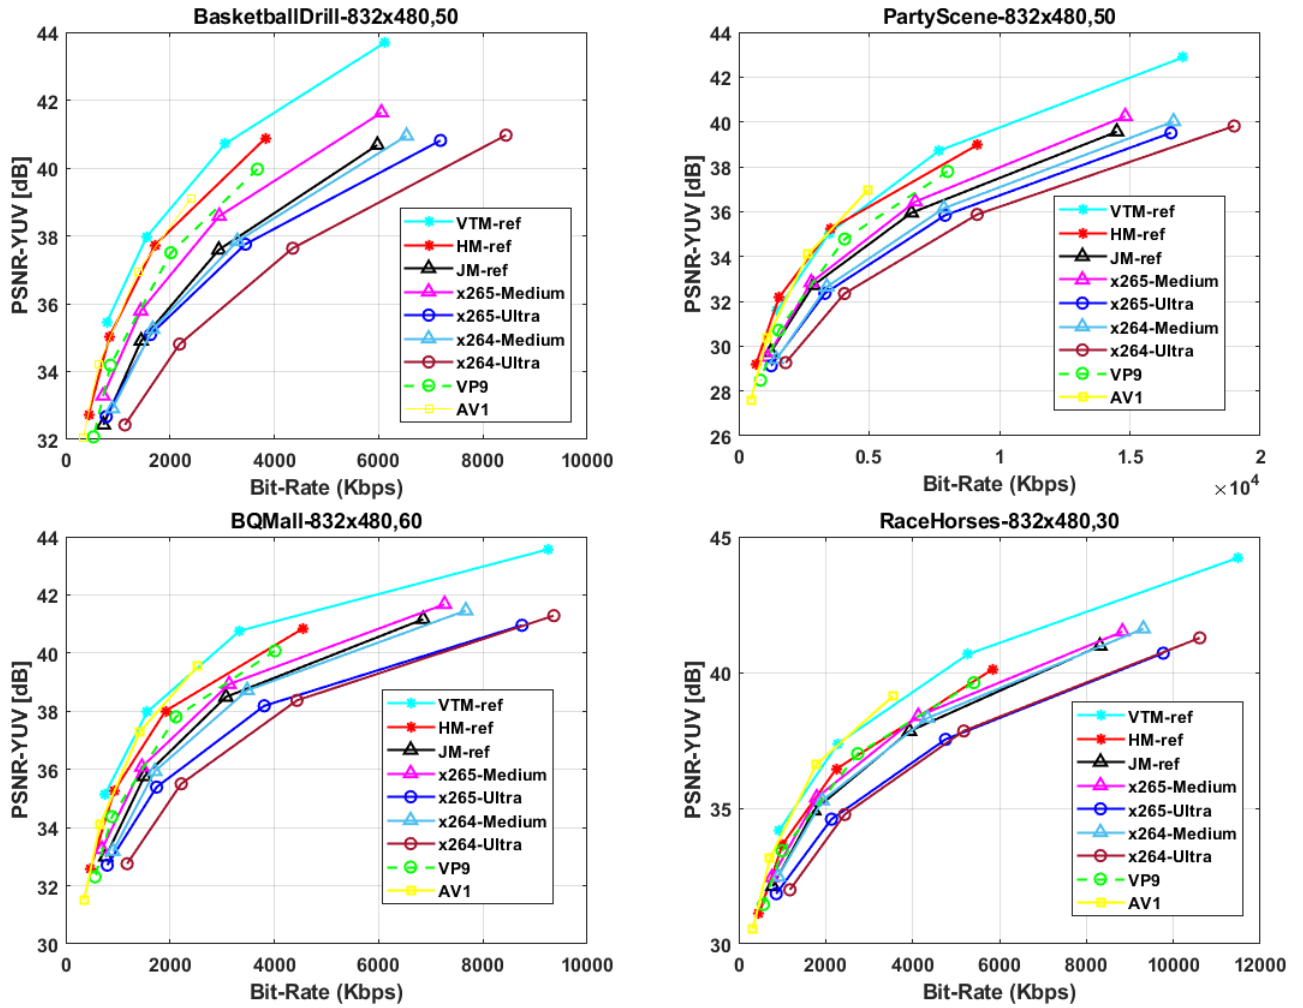 BasketballDrill-832x480,50
PSNR-YUV [dB]
44
42
40
38
36
34
32
0 2000 4000 6000 8000 10000
Bit-Rate (Kbps)
VTM-ref
HM-ref
JM-ref
x265-Medium
x265-Ultra
x264-Medium
x264-Ultra
VP9
AV1
PartyScene-832x480,50
PSNR-YUV [dB]
44
42
40
38
36
34
32
30
28
26
0 0.5 1 1.5 2
×10^4
Bit-Rate (Kbps)
VTM-ref
HM-ref
JM-ref
x265-Medium
x265-Ultra
x264-Medium
x264-Ultra
VP9
AV1
BQMall-832x480,60
PSNR-YUV [dB]
44
42
40
38
36
34
32
30
0 2000 4000 6000 8000 10000
Bit-Rate (Kbps)
VTM-ref
HM-ref
JM-ref
x265-Medium
x265-Ultra
x264-Medium
x264-Ultra
VP9
AV1
RaceHorses-832x480,30
PSNR-YUV [dB]
45
40
35
30
0 2000 4000 6000 8000 10000 12000
Bit-Rate (Kbps)
VTM-ref
HM-ref
JM-ref
x265-Medium
x265-Ultra
x264-Medium
x264-Ultra
VP9
AV1